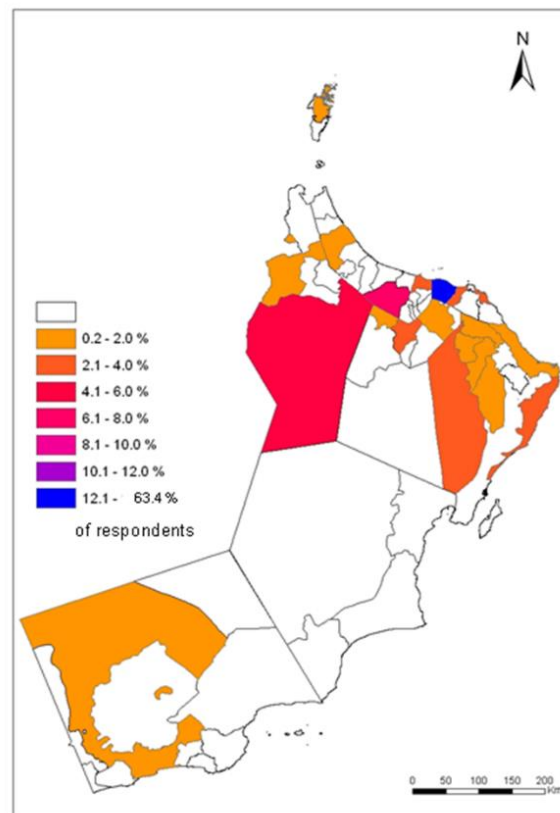 N
0.2 - 2.0 %
2.1 - 4.0 %
4.1 - 6.0 %
6.1 - 8.0 %
8.1 - 10.0 %
10.1 - 12.0 %
12.1 - 63.4 %
of respondents
0 50 100 150 200
Km